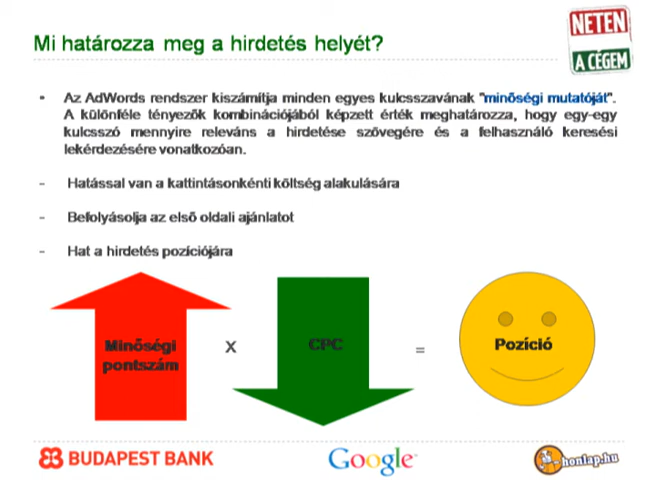 Mi határozza meg a hirdetés helyét?
NETEN
A CÉGEM
• Az AdWords rendszer kiszámítja minden egyes kulcsszavának "minőségi mutatóját".
A különféle tényezők kombinációjából képzett érték meghatározza, hogy egy-egy
kulcsszó mennyire releváns a hirdetése szövegére és a felhasználó keresési
lekérdezésére vonatkozóan.
- Hatással van a kattintásonkénti költség alakulására
- Befolyásolja az első oldali ajánlatot
- Hat a hirdetés pozíciójára
Minőségi
pontszám
X
CPC
=
Pozíció
BUDAPEST BANK
Google
honlap.hu